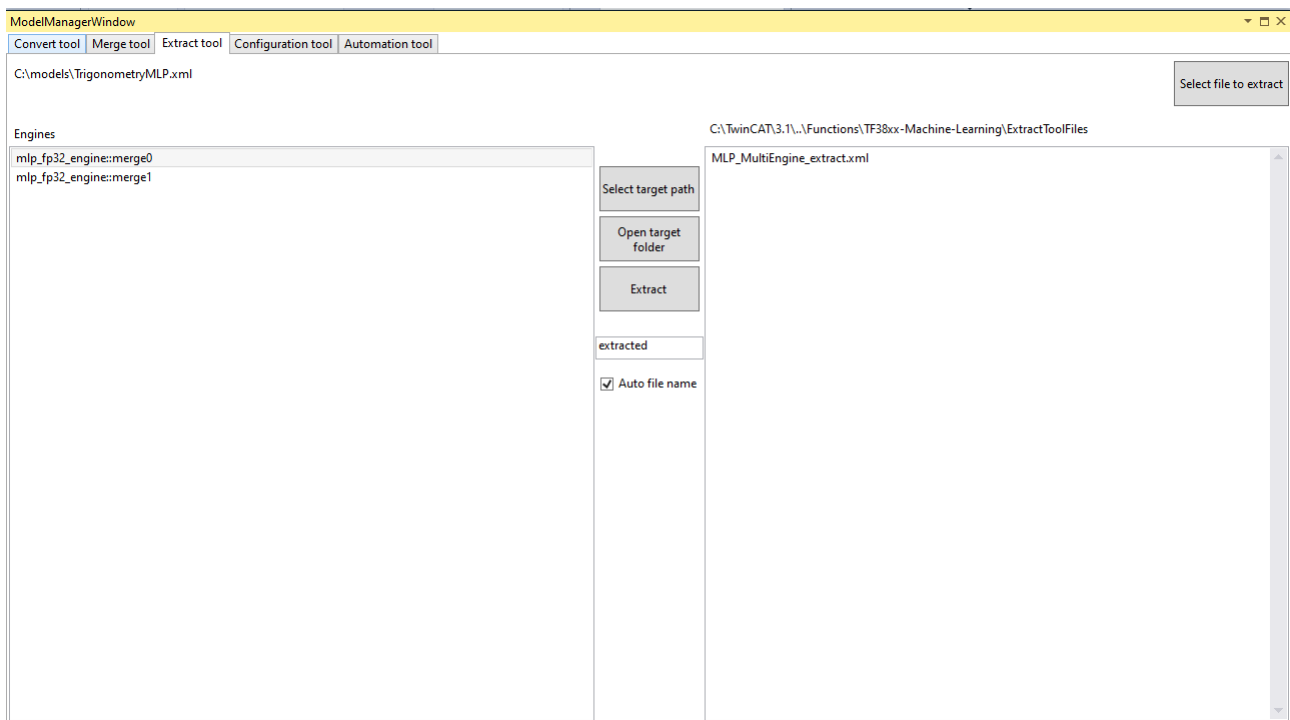 ModelManagerWindow
Convert tool Merge tool Extract tool Configuration tool Automation tool
C:\models\TrigonometryMLP.xml
Select file to extract
Engines
C:\TwinCAT\3.1\..\Functions\TF38xx-Machine-Learning\ExtractToolFiles
mlp_fp32_engine::merge0
mlp_fp32_engine::merge1
Select target path
Open target
folder
Extract
extracted
Auto file name
MLP_MultiEngine_extract.xml